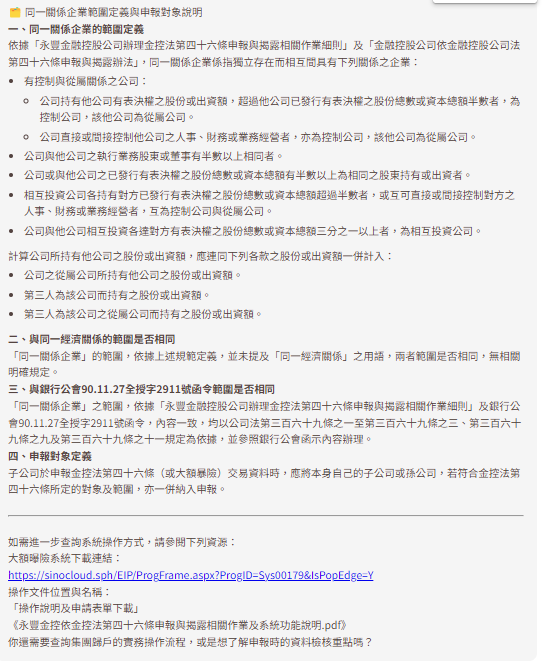 同一關係企業範圍定義與申報對象說明
一、同一關係企業的範圍定義
依據「永豐金融控股公司辦理金控法第四十六條申報與揭露相關作業細則」及「金融控股公司依金融控股公司法
第四十六條申報與揭露辦法」，同一關係企業係指獨立存在而相互間具有下列關係之企業：
• 有控制與從屬關係之公司：
○ 公司持有他公司有表決權之股份或出資額，超過他公司已發行有表決權之股份總數或資本總額半數者，為
控制公司，該他公司為從屬公司。
○ 公司直接或間接控制他公司之人事、財務或業務經營者，亦為控制公司，該他公司為從屬公司。
• 公司與他公司之執行業務股東或董事有半數以上相同者。
• 公司或與他公司之已發行有表決權之股份總數或資本總額有半數以上為相同之股東持有或出資者。
• 相互投資公司各持有對方已發行有表決權之股份總數或資本總額超過半數者，或互可直接或間接控制對方之
人事、財務或業務經營者，互為控制公司與從屬公司。
• 公司與他公司相互投資各達對方有表決權之股份總數或資本總額三分之一以上者，為相互投資公司。
計算公司所持有他公司之股份或出資額，應連同下列各款之股份或出資額一併計入：
• 公司之從屬公司所持有他公司之股份或出資額。
• 第三人為該公司而持有之股份或出資額。
• 第三人為該公司之從屬公司而持有之股份或出資額。
二、與同一經濟關係的範圍是否相同
「同一關係企業」的範圍，依據上述規範定義，並未提及「同一經濟關係」之用語，兩者範圍是否相同，無相關
明確規定。
三、與銀行公會90.11.27全授字2911號函令範圍是否相同
「同一關係企業」之範圍，依據「永豐金融控股公司辦理金控法第四十六條申報與揭露相關作業細則」及銀行公
會90.11.27全授字2911號函令，內容一致，均以公司法第三百六十九條之一至第三百六十九條之三、第三百六十
九條之九及第三百六十九條之十一規定為依據，並參照銀行公會函示內容辦理。
四、申報對象定義
子公司於申報金控法第四十六條（或大額暴險）交易資料時，應將本身自己的子公司或孫公司，若符合金控法第
四十六條所定的對象及範圍，亦一併納入申報。
如需進一步查詢系統操作方式，請參閱下列資源：
大額曝險系統下載連結：
https://sinocloud.sph/EIP/ProgFrame.aspx?ProgID=Sys00179&IsPopEdge=Y
操作文件位置與名稱：
「操作說明及申請表單下載」
《永豐金控依金控法第四十六條申報與揭露相關作業及系統功能說明.pdf》
你還需要查詢集團歸戶的實務操作流程，或是想了解申報時的資料檢核重點嗎？